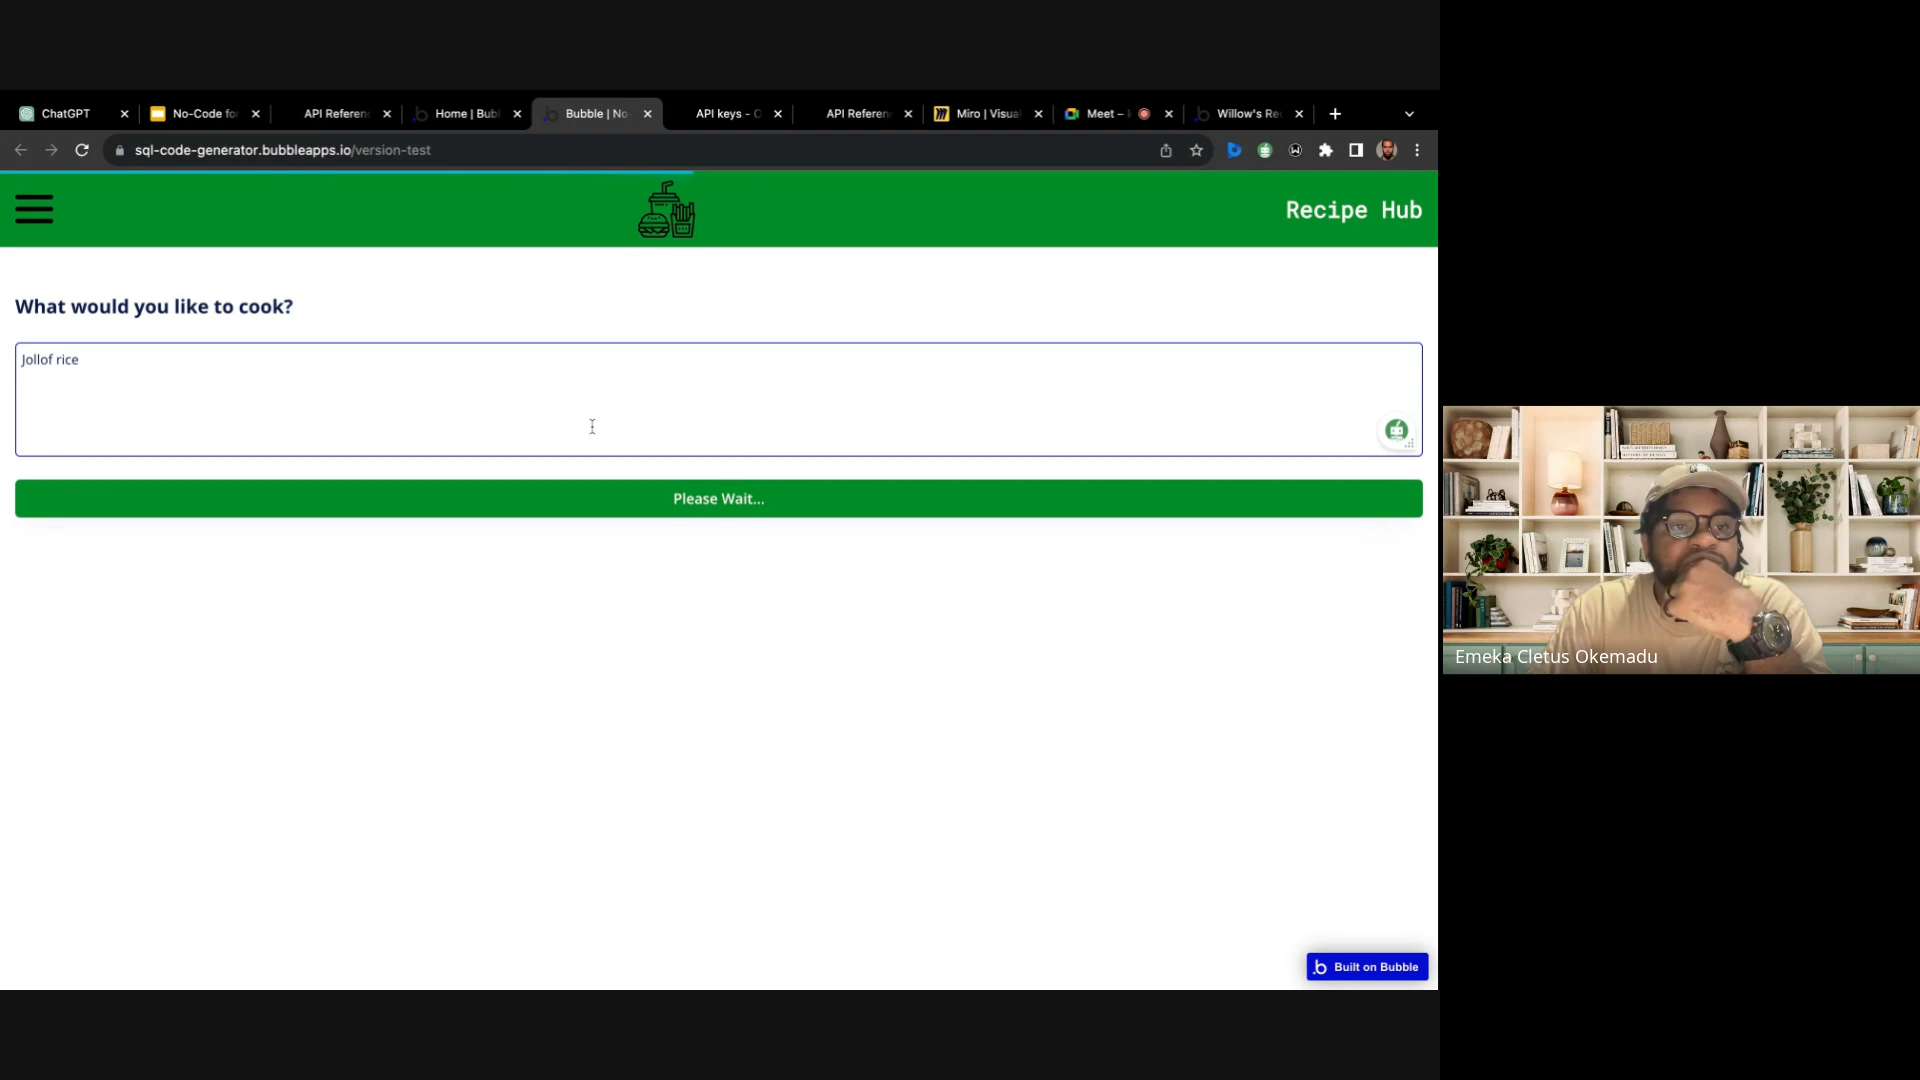 ChatGPT
No-Code fo
API Referen
Home | Bub
Bubble | No-
API keys - O
API Referen
Miro | Visua
Meet –
Willow's Re
sql-code-generator.bubbleapps.io/version-test
Recipe Hub
What would you like to cook?
Jollof rice
Please Wait...
Emeka Cletus Okemadu
Built on Bubble